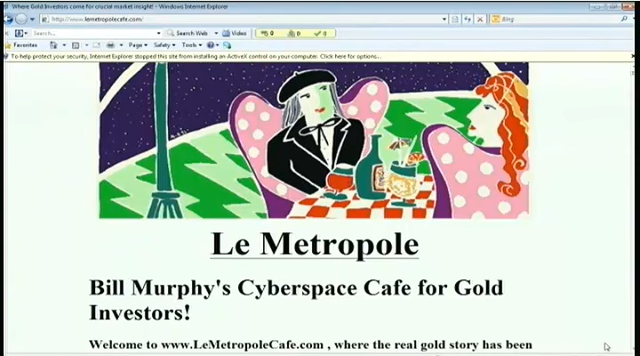 Where Gold Investors come for crucial market insight! - Windows Internet Explorer
http://www.lemetropolecafe.com/
Bing
Search...
Search Web
Video
Favorites
Page
Safety
Tools
To help protect your security, Internet Explorer stopped this site from installing an ActiveX control on your computer. Click here for options...
Le Metropole
Bill Murphy's Cyberspace Cafe for Gold
Investors!
Welcome to www.LeMetropoleCafe.com , where the real gold story has been